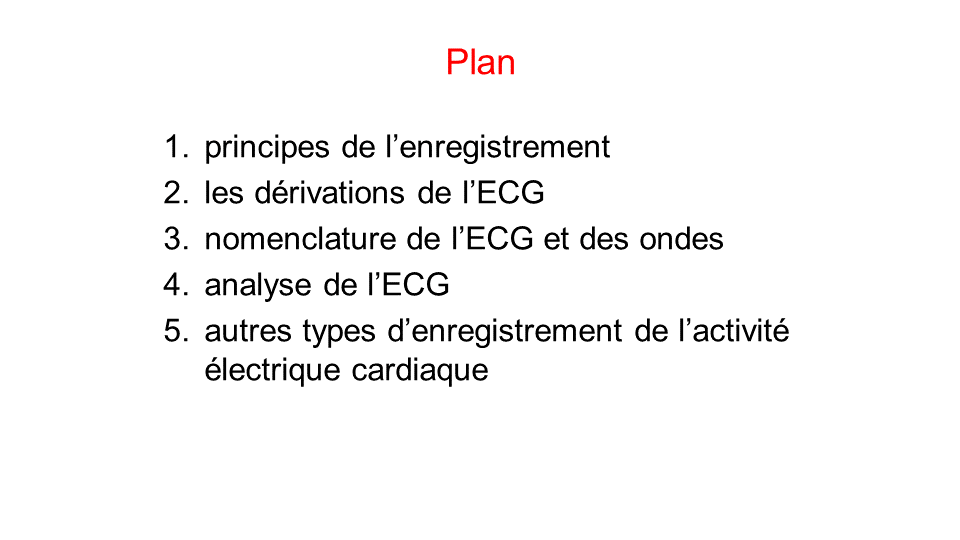 Plan
1. principes de l’enregistrement
2. les dérivations de l’ECG
3. nomenclature de l’ECG et des ondes
4. analyse de l’ECG
5. autres types d’enregistrement de l’activité
électrique cardiaque